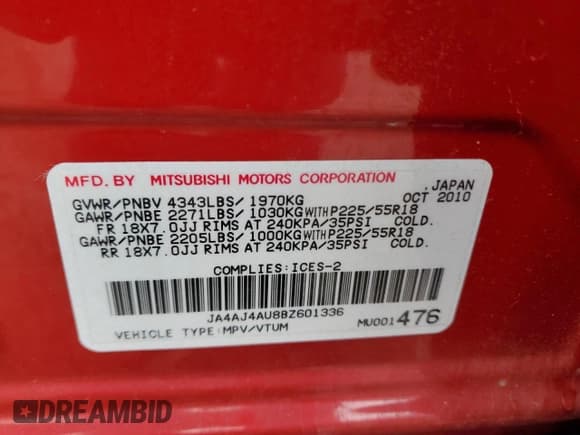 MFD. BY MITSUBISHI MOTORS CORPORATION
, JAPAN
GVWR/PNBV 4343LBS/ 1970KG OCT 2010
GAWR/PNBE 2271LBS/ 1030KG WITH P225/55R18
FR 18X7.0JJ RIMS AT 240KPA/35PSI COLD.
GAWR/PNBE 2205LBS/ 1000KG WITH P225/55R18
RR 18X7.0JJ RIMS AT 240KPA/35PSI COLD.
COMPLIES:ICES-2
JA4AJ4AU8BZ601336
VEHICLE TYPE:MPV/VTUM MU001476
DREAMBID
DREAMBID